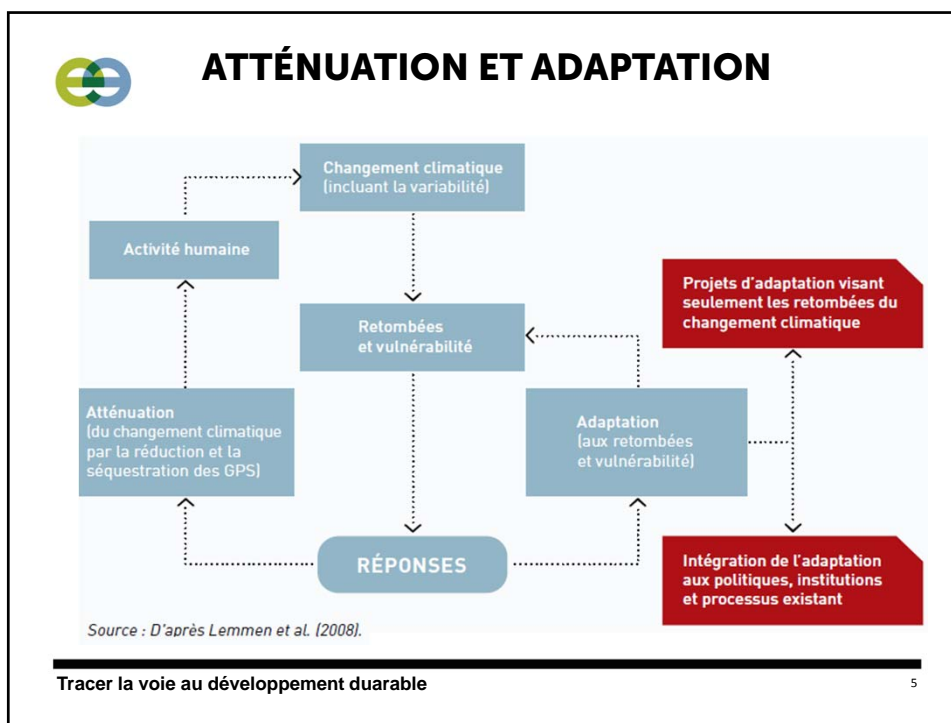 ATTÉNUATION ET ADAPTATION
Changement climatique
(incluant la variabilité)
Activité humaine
Retombées
et vulnérabilité
Projets d'adaptation visant
seulement les retombées du
changement climatique
Atténuation
(du changement climatique
par la réduction et la
séquestration des GPS)
Adaptation
(aux retombées
et vulnérabilité)
RÉPONSES
Intégration de l'adaptation
aux politiques, institutions
et processus existant
Source : D'après Lemmen et al. (2008).
Tracer la voie au développement duarable
5